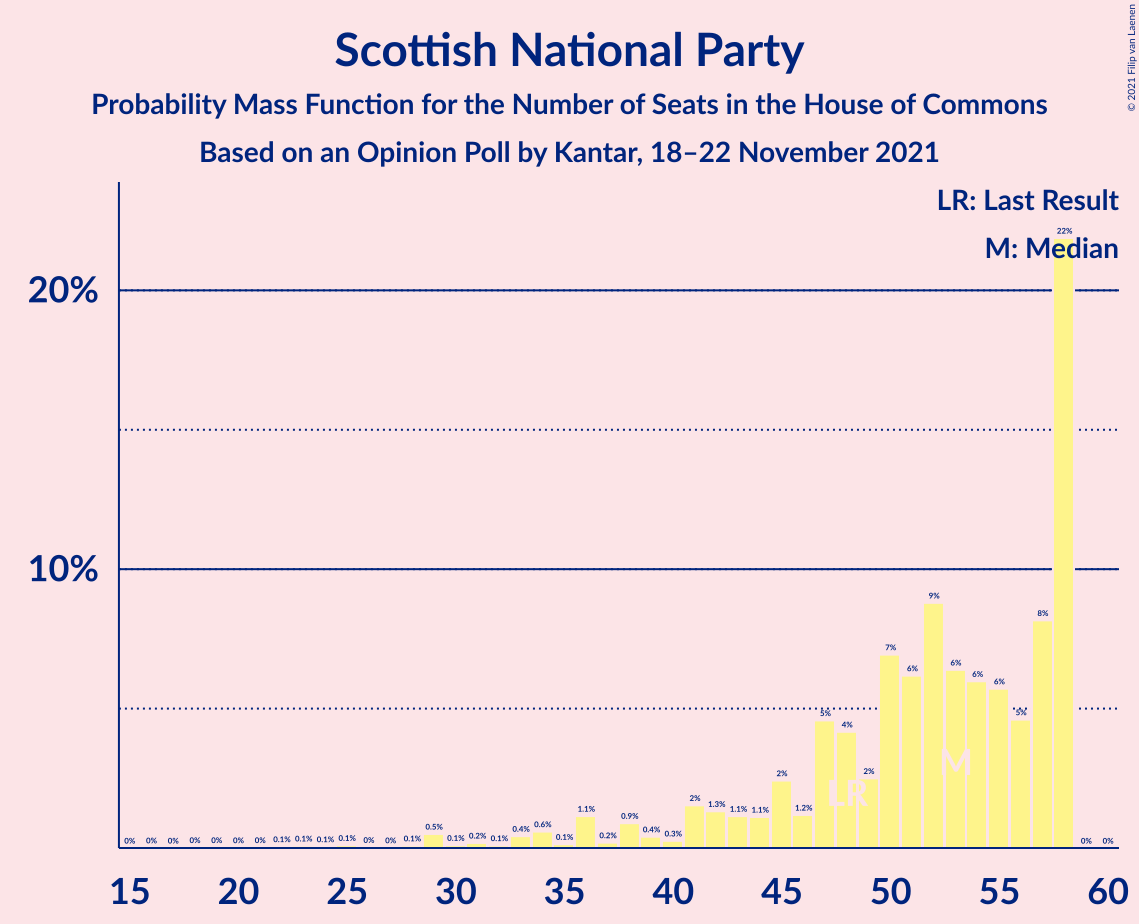 © 2021 Filip van Laenen
Scottish National Party
Probability Mass Function for the Number of Seats in the House of Commons
Based on an Opinion Poll by Kantar, 18–22 November 2021
LR: Last Result
M: Median
20%
10%
0% 0% 0% 0% 0% 0% 0% 0.1% 0.1% 0.1% 0.1% 0% 0% 0.1% 0.5% 0.1% 0.2% 0.1% 0.4% 0.6% 0.1% 1.1% 0.2% 0.9% 0.4% 0.3% 2% 1.3% 1.1% 1.1% 2% 1.2% 5% 4% 2% 7% 6% 9% 6% 6% 6% 5% 8% 22% 0% 0%
LR M
15 20 25 30 35 40 45 50 55 60